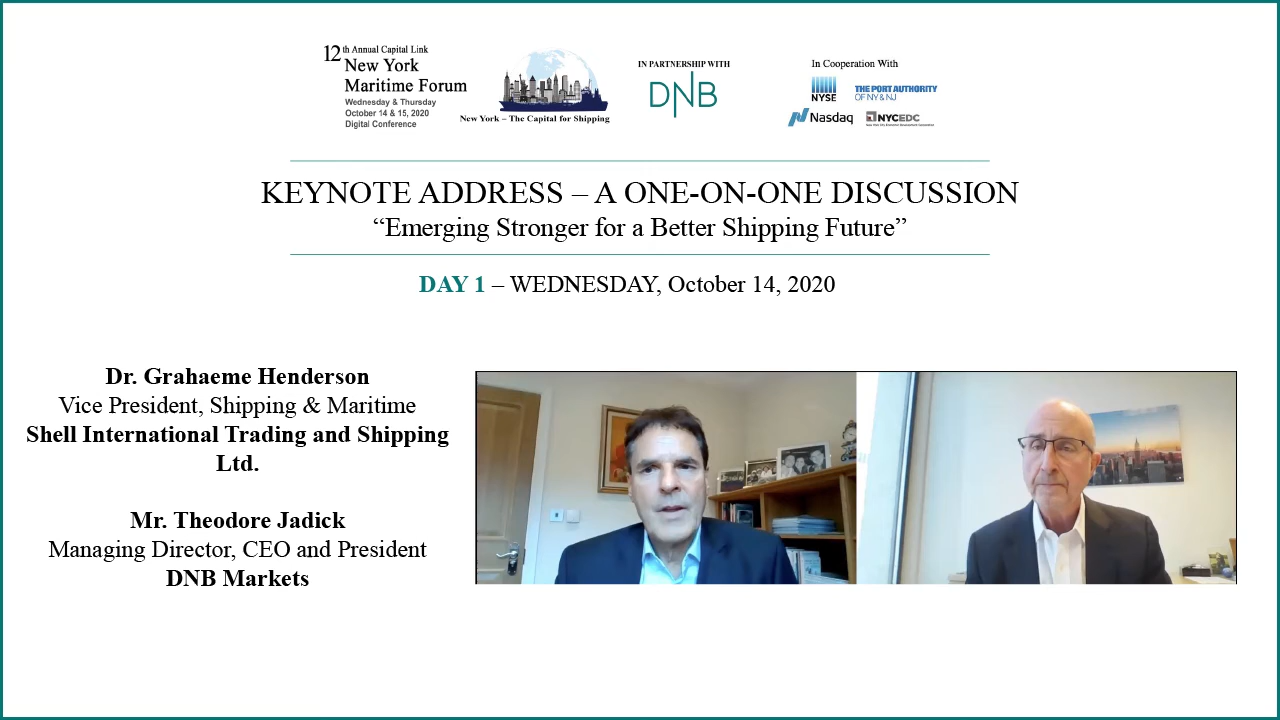 12th Annual Capital Link
New York
Maritime Forum
Wednesday & Thursday
October 14 & 15, 2020
Digital Conference
New York – The Capital for Shipping
IN PARTNERSHIP WITH
DNB
In Cooperation With
NYSE
THE PORT AUTHORITY
OF NY & NJ
Nasdaq
NYCEDC
KEYNOTE ADDRESS – A ONE-ON-ONE DISCUSSION
“Emerging Stronger for a Better Shipping Future”
DAY 1 – WEDNESDAY, October 14, 2020
Dr. Grahaeme Henderson
Vice President, Shipping & Maritime
Shell International Trading and Shipping
Ltd.
Mr. Theodore Jadick
Managing Director, CEO and President
DNB Markets